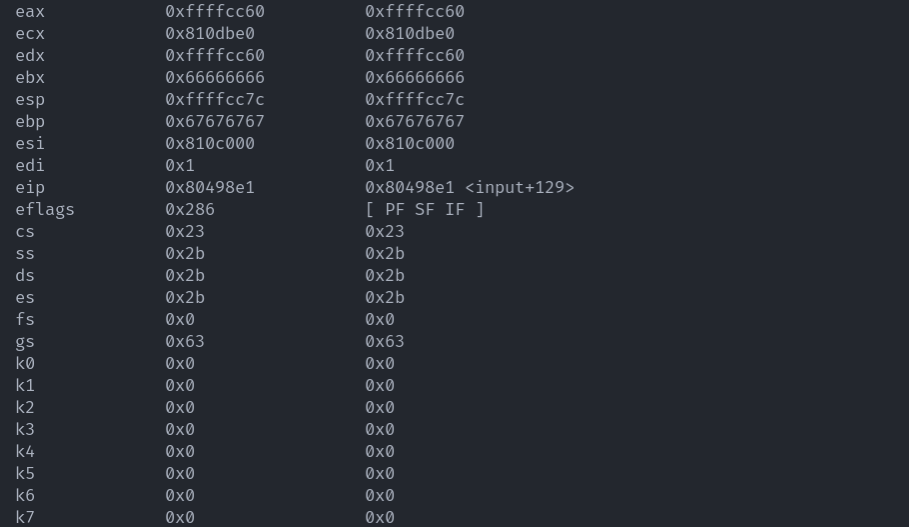 eax 0xffffcc60 0xffffcc60
ecx 0x810dbe0 0x810dbe0
edx 0xffffcc60 0xffffcc60
ebx 0x66666666 0x66666666
esp 0xffffcc7c 0xffffcc7c
ebp 0x67676767 0x67676767
esi 0x810c000 0x810c000
edi 0x1 0x1
eip 0x80498e1 0x80498e1 <input+129>
eflags 0x286 [ PF SF IF ]
cs 0x23 0x23
ss 0x2b 0x2b
ds 0x2b 0x2b
es 0x2b 0x2b
fs 0x0 0x0
gs 0x63 0x63
k0 0x0 0x0
k1 0x0 0x0
k2 0x0 0x0
k3 0x0 0x0
k4 0x0 0x0
k5 0x0 0x0
k6 0x0 0x0
k7 0x0 0x0